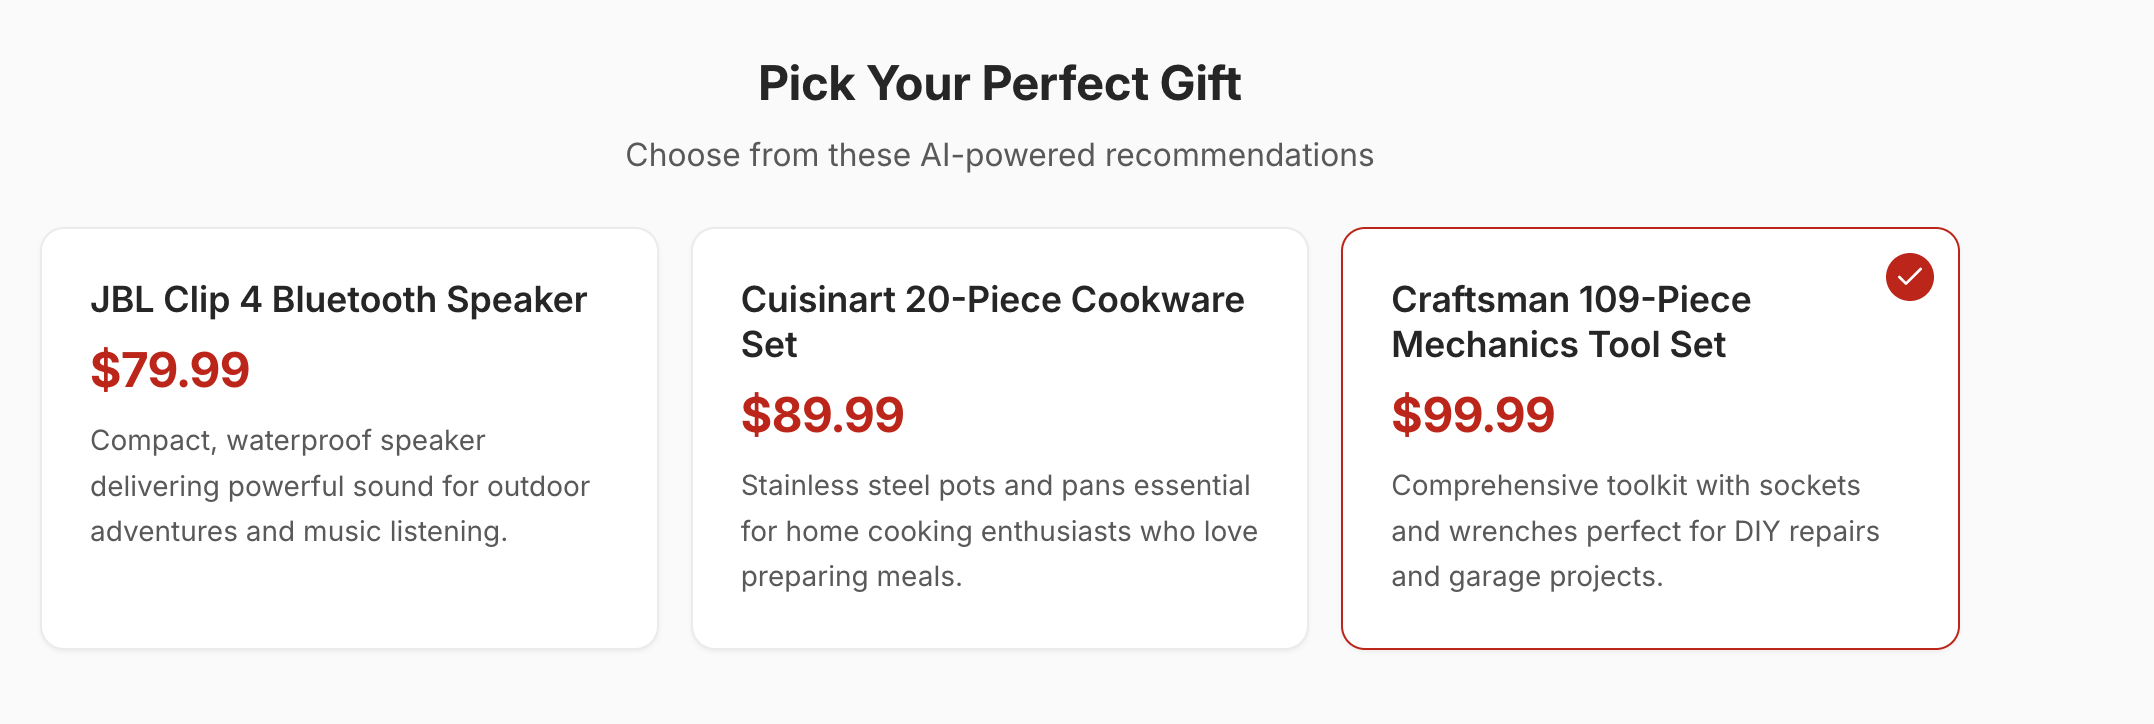 Pick Your Perfect Gift
Choose from these AI-powered recommendations
JBL Clip 4 Bluetooth Speaker
$79.99
Compact, waterproof speaker
delivering powerful sound for outdoor
adventures and music listening.
Cuisinart 20-Piece Cookware
Set
$89.99
Stainless steel pots and pans essential
for home cooking enthusiasts who love
preparing meals.
Craftsman 109-Piece
Mechanics Tool Set
$99.99
Comprehensive toolkit with sockets
and wrenches perfect for DIY repairs
and garage projects.